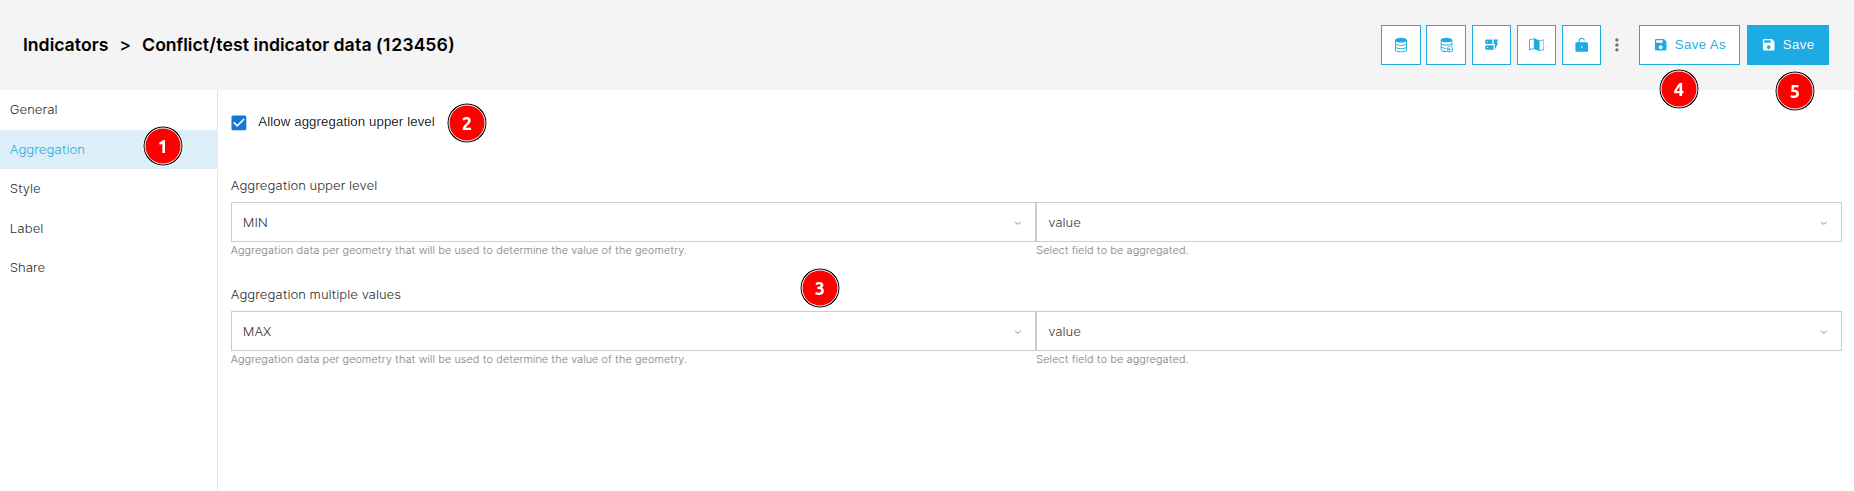 Indicators > Conflict/test indicator data (123456)
Save As
Save
4
5
General
Aggregation
1
Style
Label
Share
Allow aggregation upper level
2
Aggregation upper level
MIN
value
Aggregation data per geometry that will be used to determine the value of the geometry.
Select field to be aggregated.
3
Aggregation multiple values
MAX
value
Aggregation data per geometry that will be used to determine the value of the geometry.
Select field to be aggregated.